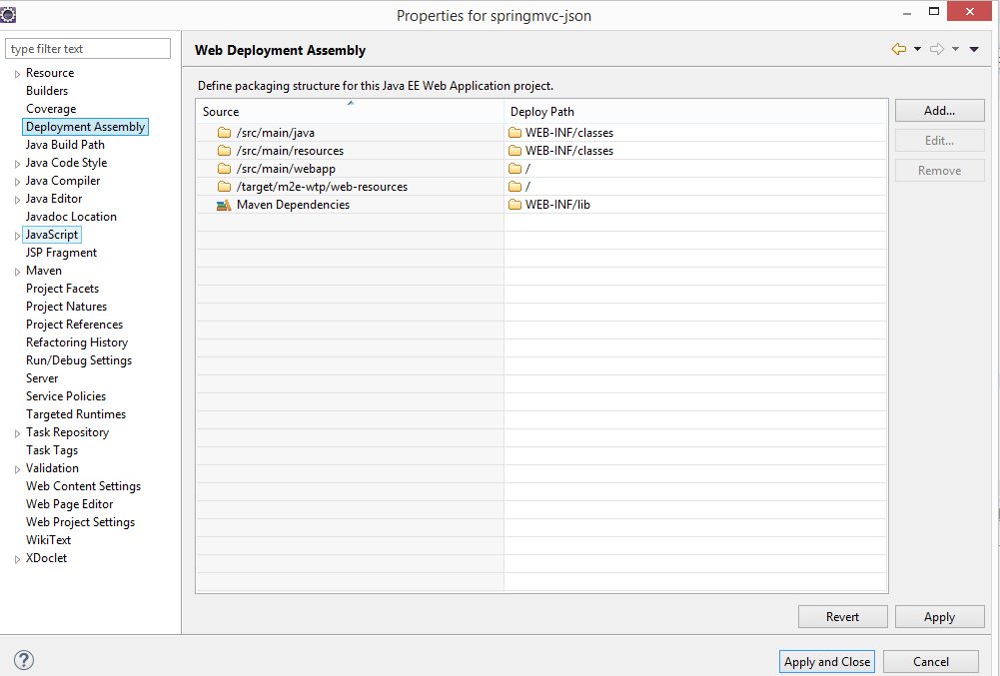 Properties for springmvc-json
type filter text
Resource
Builders
Coverage
Deployment Assembly
Java Build Path
Java Code Style
Java Compiler
Java Editor
Javadoc Location
JavaScript
JSP Fragment
Maven
Project Facets
Project Natures
Project References
Refactoring History
Run/Debug Settings
Server
Service Policies
Targeted Runtimes
Task Repository
Task Tags
Validation
Web Content Settings
Web Page Editor
Web Project Settings
WikiText
XDoclet
Web Deployment Assembly
Define packaging structure for this Java EE Web Application project.
Source Deploy Path
/src/main/java WEB-INF/classes
/src/main/resources WEB-INF/classes
/src/main/webapp /
/target/m2e-wtp/web-resources /
Maven Dependencies WEB-INF/lib
Add...
Edit...
Remove
Revert Apply
? Apply and Close Cancel